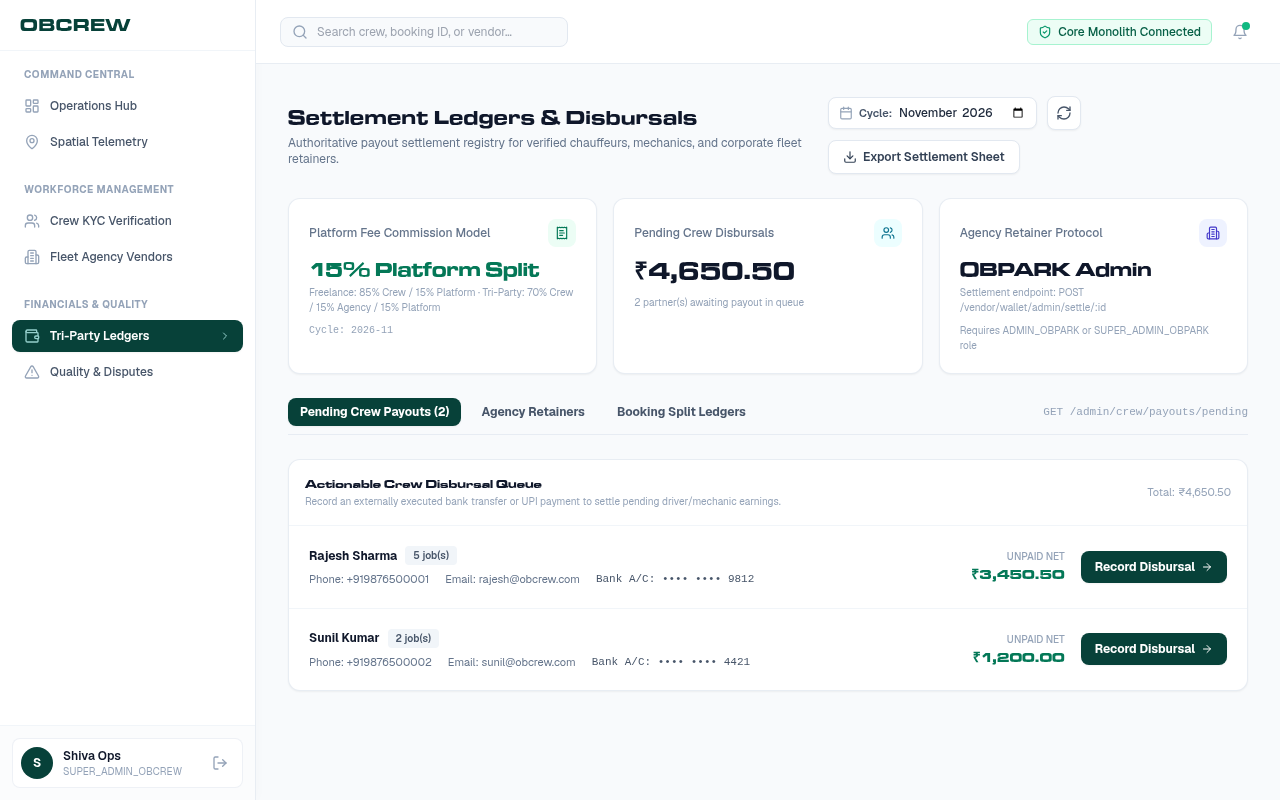 OBCREW
COMMAND CENTRAL
Operations Hub
Spatial Telemetry
WORKFORCE MANAGEMENT
Crew KYC Verification
Fleet Agency Vendors
FINANCIALS & QUALITY
Tri-Party Ledgers
Quality & Disputes
S
Shiva Ops
SUPER_ADMIN_OBCREW
Search crew, booking ID, or vendor...
Core Monolith Connected
Settlement Ledgers & Disbursals
Authoritative payout settlement registry for verified chauffeurs, mechanics, and corporate fleet
retainers.
Cycle: November 2026
Export Settlement Sheet
Platform Fee Commission Model
15% Platform Split
Freelance: 85% Crew / 15% Platform · Tri-Party: 70% Crew
/ 15% Agency / 15% Platform
Cycle: 2026-11
Pending Crew Disbursals
₹4,650.50
2 partner(s) awaiting payout in queue
Agency Retainer Protocol
OBPARK Admin
Settlement endpoint: POST
/vendor/wallet/admin/settle/:id
Requires ADMIN_OBPARK or SUPER_ADMIN_OBPARK
role
Pending Crew Payouts (2)
Agency Retainers
Booking Split Ledgers
GET /admin/crew/payouts/pending
Actionable Crew Disbursal Queue
Record an externally executed bank transfer or UPI payment to settle pending driver/mechanic earnings.
Total: ₹4,650.50
Rajesh Sharma 5 job(s)
Phone: +919876500001 Email: rajesh@obcrew.com Bank A/C: •••• •••• 9812
UNPAID NET
₹3,450.50
Record Disbursal →
Sunil Kumar 2 job(s)
Phone: +919876500002 Email: sunil@obcrew.com Bank A/C: •••• •••• 4421
UNPAID NET
₹1,200.00
Record Disbursal →